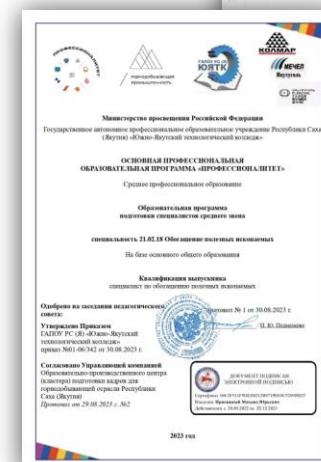 ПРОФЕССИОНАЛИТЕТ
горнодобывающая
промышленность
ГАПОУ РС (Я)
ЮЯТК
КОЛМАР
МЕЧЕЛ
Якутуголь
Министерство просвещения Российской Федерации
Государственное автономное профессиональное образовательное учреждение Республики Саха
(Якутия) «Южно-Якутский технологический колледж»
ОСНОВНАЯ ПРОФЕССИОНАЛЬНАЯ
ОБРАЗОВАТЕЛЬНАЯ ПРОГРАММА «ПРОФЕССИОНАЛИТЕТ»
Среднее профессиональное образование
Образовательная программа
подготовки специалистов среднего звена
специальность 21.02.18 Обогащение полезных ископаемых
На базе основного общего образования
Квалификация выпускника
специалист по обогащению полезных ископаемых
Одобрено на заседании педагогического
совета:
протокол № 1 от 30.08.2023 г.
Утверждено Приказом
ГАПОУ РС (Я) «Южно-Якутский
технологический колледж»
приказ №01-06/342 от 30.08.2023 г.
Согласовано Управляющей компанией
Образовательно-производственного центра
(кластера) подготовки кадров для
горнодобывающей отрасли Республики
Саха (Якутия)
Протокол от 29.08.2023 г. №2
ДОКУМЕНТ ПОДПИСАН
ЭЛЕКТРОННОЙ ПОДПИСЬЮ
2023 год